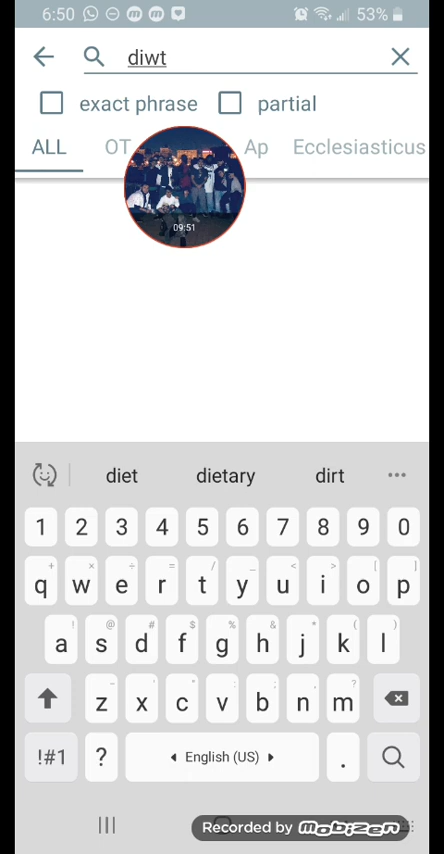 6:50 53%
diwt
exact phrase partial
ALL OT Ap Ecclesiasticus
09:51
diet dietary dirt
1 2 3 4 5 6 7 8 9 0
+ × ÷ = / _ < > [ ]
q w e r t y u i o p
! @ # $ % & * ( )
a s d f g h j k l
- ' " : ; , ?
z x c v b n m
!#1 ? English (US) .
Recorded by MOBIZEN